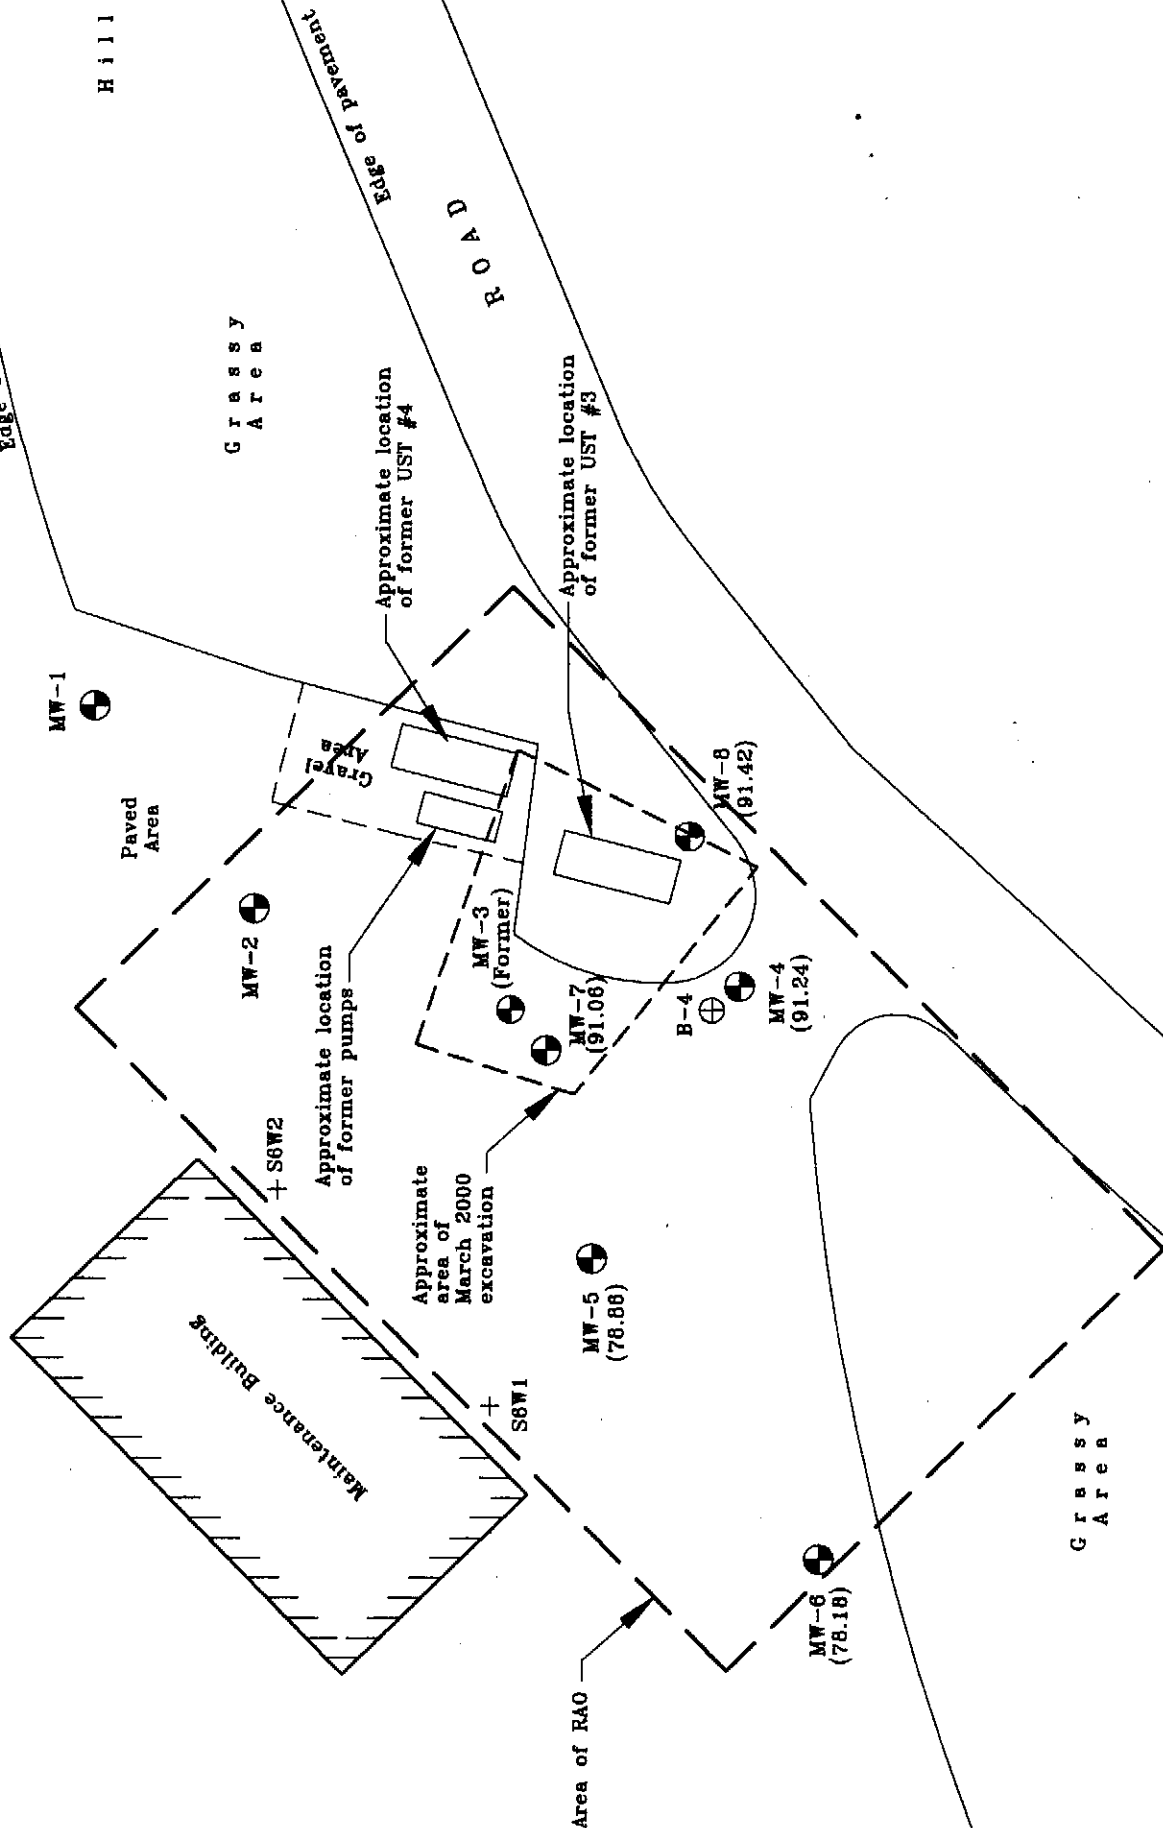 Hill
Edge of Pavement
ROAD
Edge
Grassy
Area
Approximate location
of former UST #4
Approximate location
of former UST #3
MW-1
Paved
Area
Gravel
Area
MW-2
MW-3
(Former)
MW-8
(91.42)
Approximate location
of former pumps
MW-7
(91.06)
B-4
MW-4
(91.24)
S6W2
Approximate
area of
March 2000
excavation
MW-5
(78.88)
Maintenance Building
S6W1
MW-6
(78.18)
Grassy
Area
Area of RAO